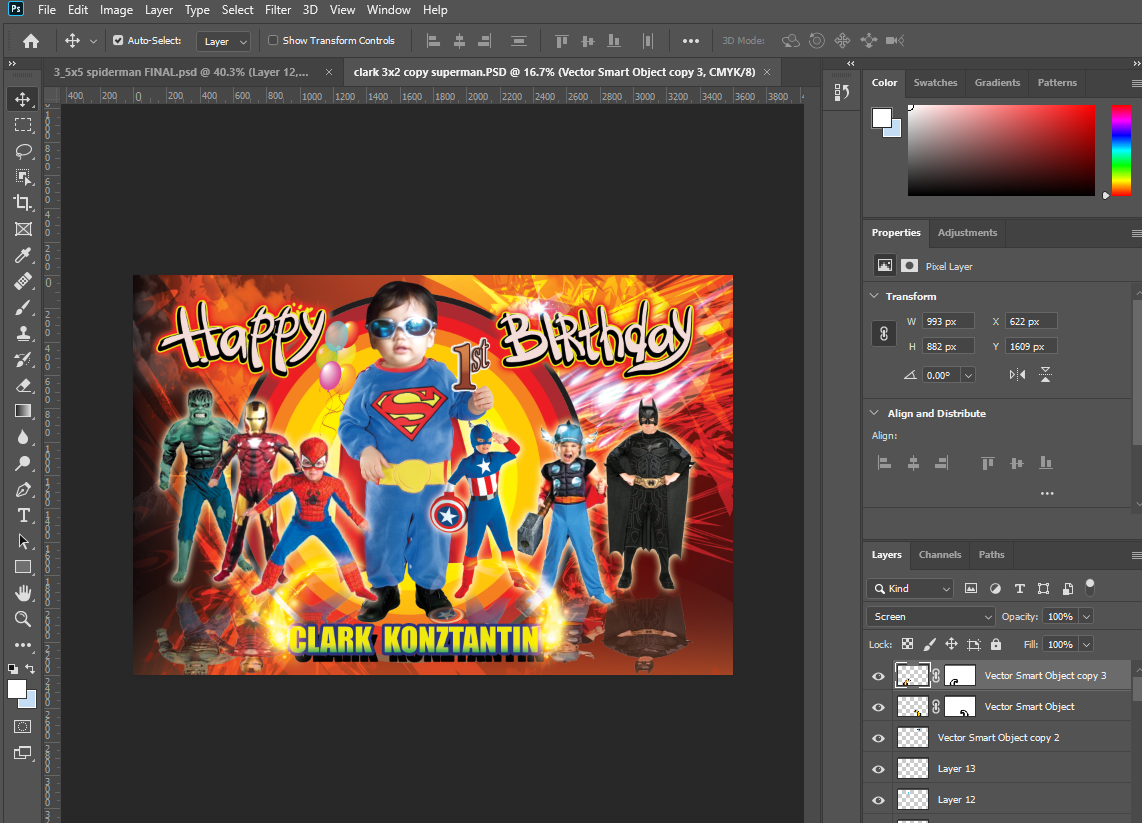 Ps File Edit Image Layer Type Select Filter 3D View Window Help
Auto-Select: Layer Show Transform Controls 3D Mode:
3_5x5 spiderman FINAL.psd @ 40.3% (Layer 12,... × clark 3x2 copy superman.PSD @ 16.7% (Vector Smart Object copy 3, CMYK/8) ×
400 200 0 200 400 600 800 1000 1200 1400 1600 1800 2000 2200 2400 2600 2800 3000 3200 3400 3600 3800
Happy Birthday
1st
CLARK KONZTANTIN
Color Swatches Gradients Patterns
Properties Adjustments
Pixel Layer
Transform
W 993 px X 622 px
H 882 px Y 1609 px
0.00°
Align and Distribute
Align:
Layers Channels Paths
Kind
Screen Opacity: 100%
Lock: Fill: 100%
Vector Smart Object copy 3
Vector Smart Object
Vector Smart Object copy 2
Layer 13
Layer 12